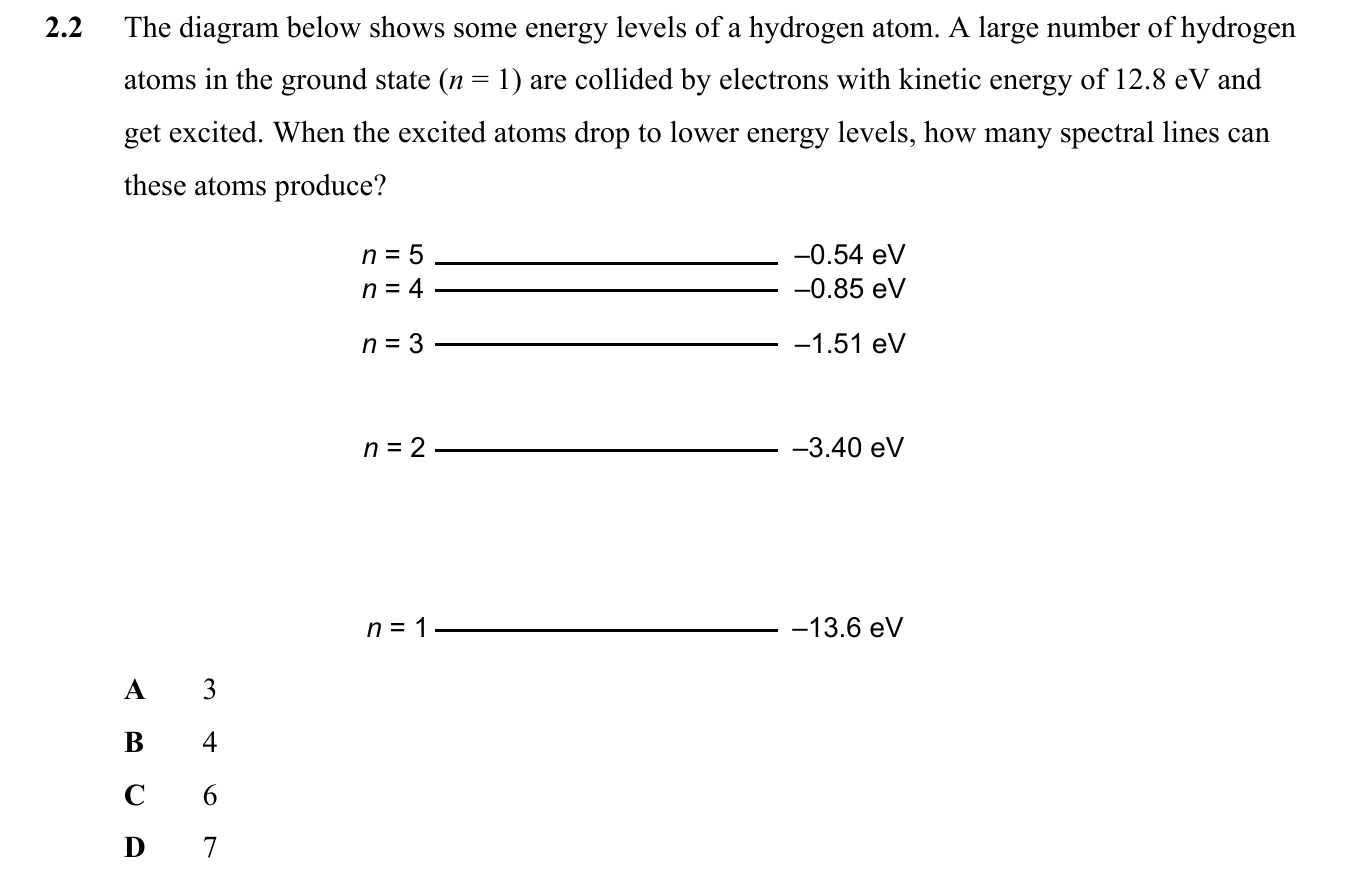 2.2 The diagram below shows some energy levels of a hydrogen atom. A large number of hydrogen
atoms in the ground state (n = 1) are collided by electrons with kinetic energy of 12.8 eV and
get excited. When the excited atoms drop to lower energy levels, how many spectral lines can
these atoms produce?
n = 5 –0.54 eV
n = 4 –0.85 eV
n = 3 –1.51 eV
n = 2 –3.40 eV
n = 1 –13.6 eV
A 3
B 4
C 6
D 7